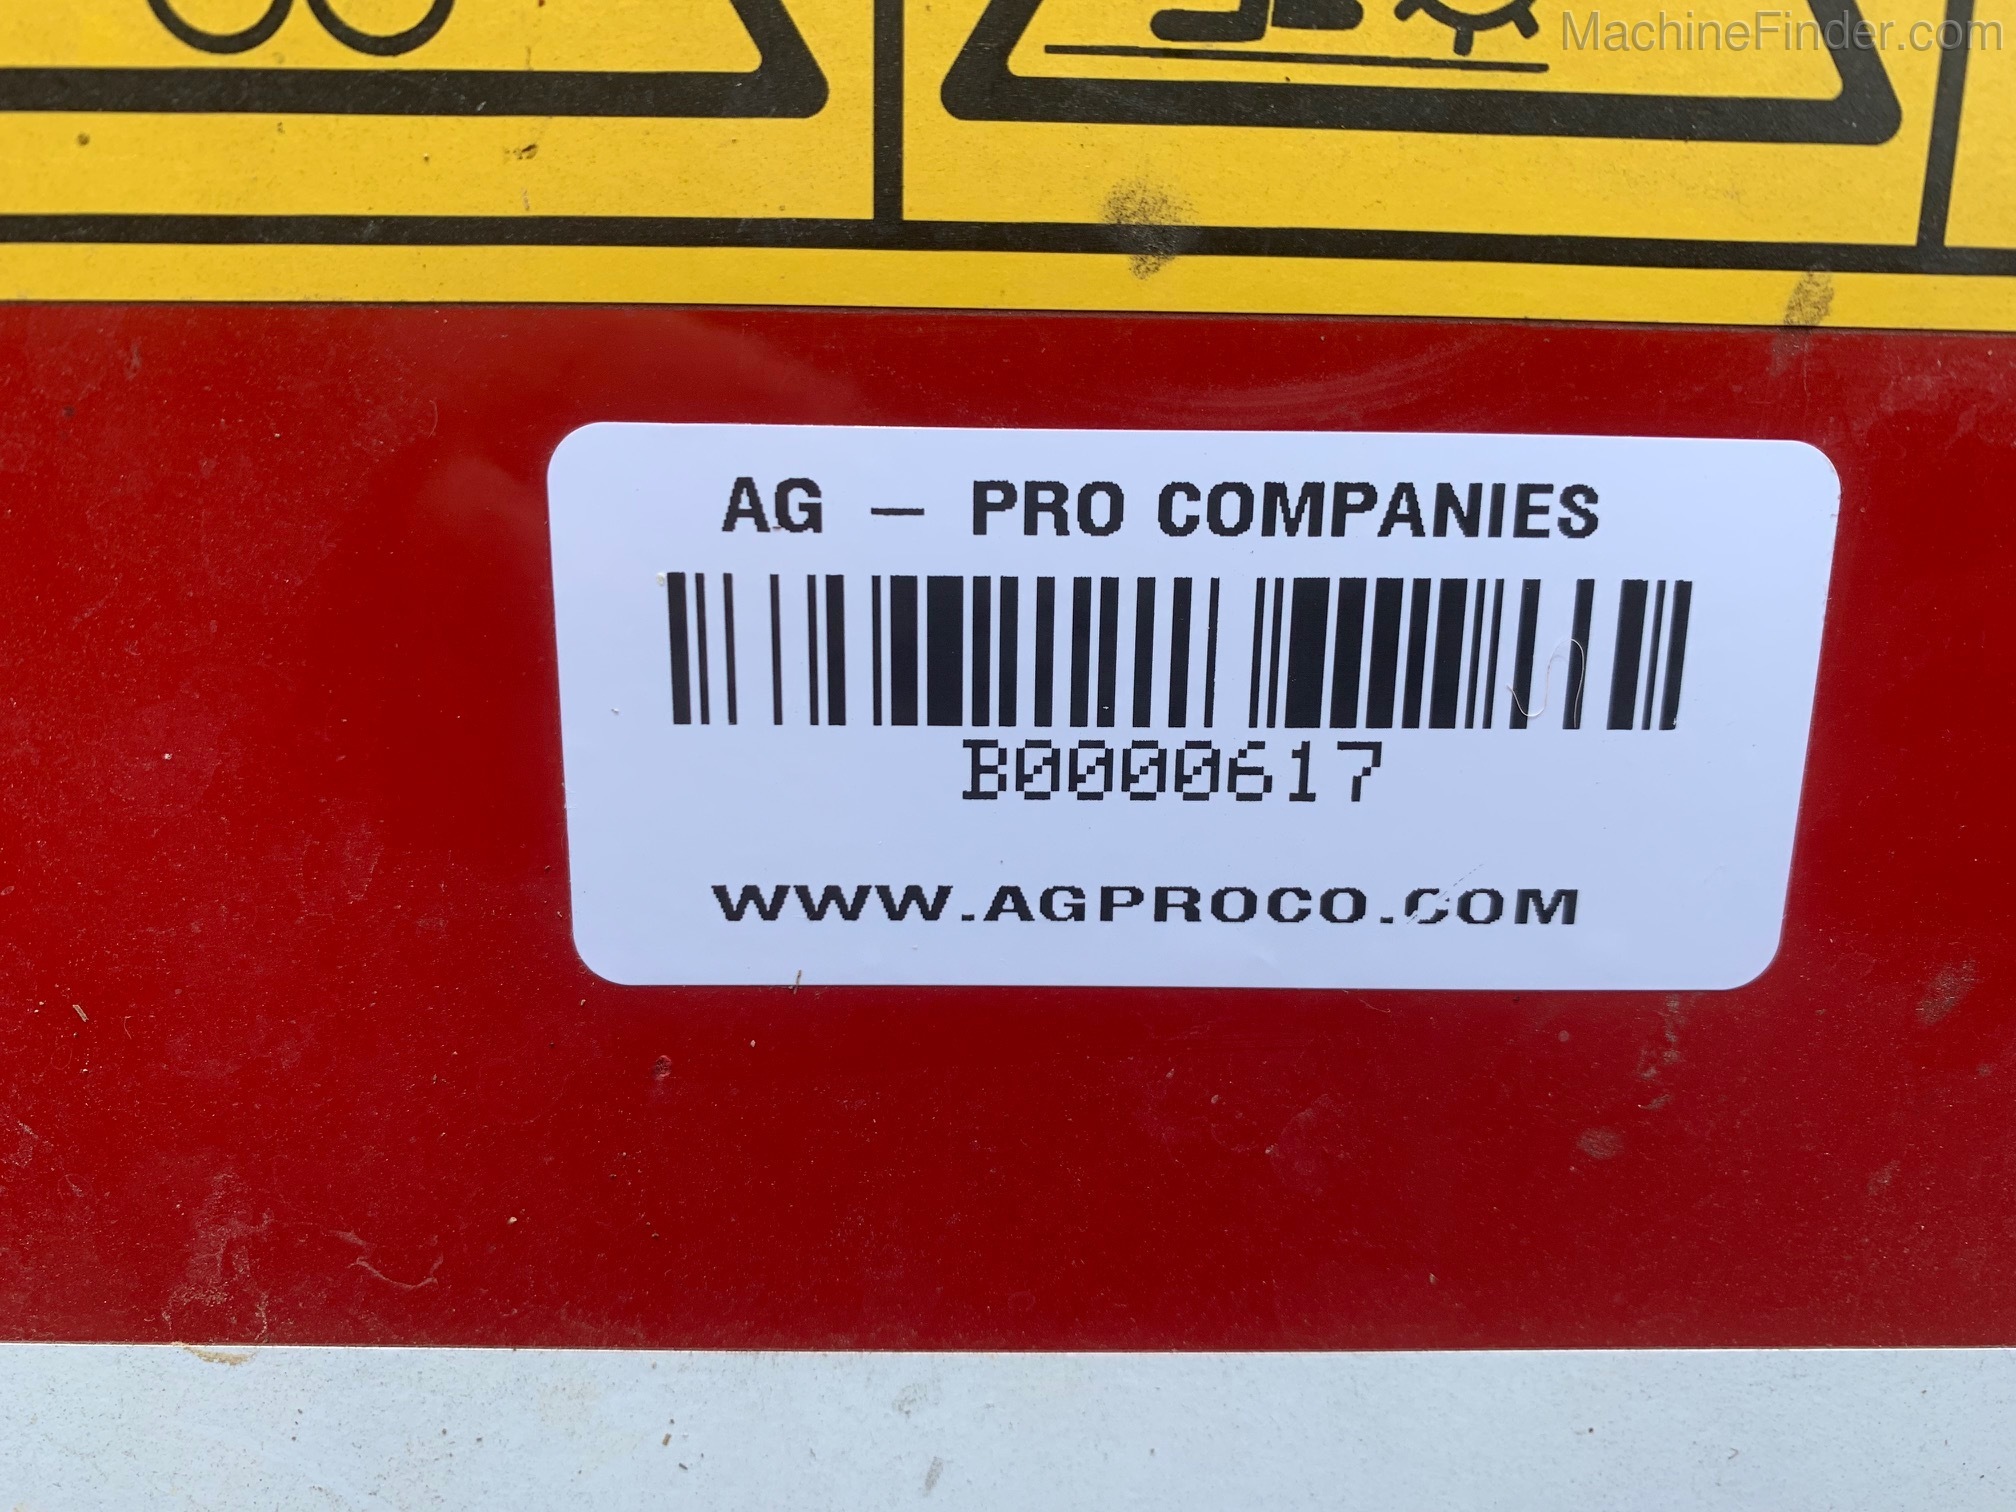 MachineFinder.com
AG – PRO COMPANIES
B0000617
WWW.AGPROCO.COM